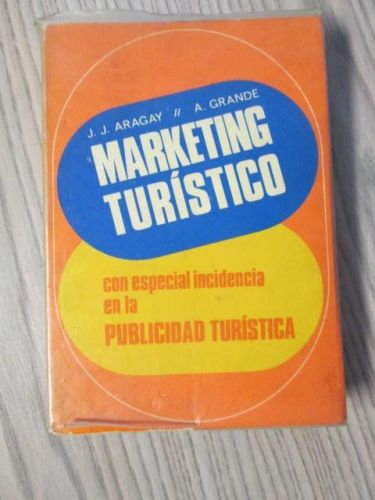 J. J. ARAGAY // A. GRANDE
MARKETING
TURÍSTICO
con especial incidencia
en la
PUBLICIDAD TURÍSTICA